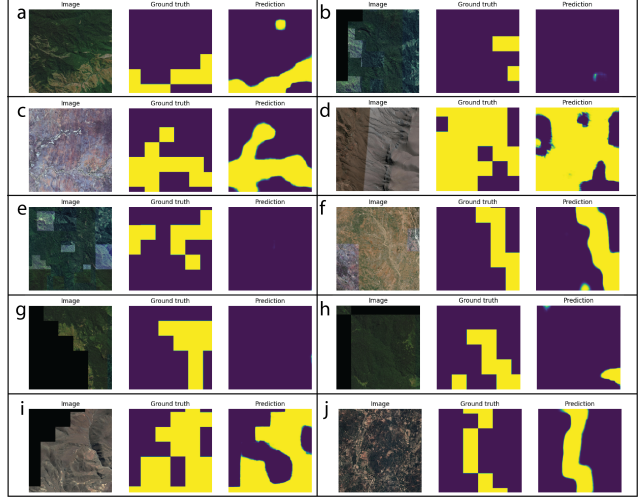 a Image Ground truth Prediction
b Image Ground truth Prediction
c Image Ground truth Prediction
d Image Ground truth Prediction
e Image Ground truth Prediction
f Image Ground truth Prediction
g Image Ground truth Prediction
h Image Ground truth Prediction
i Image Ground truth Prediction
j Image Ground truth Prediction